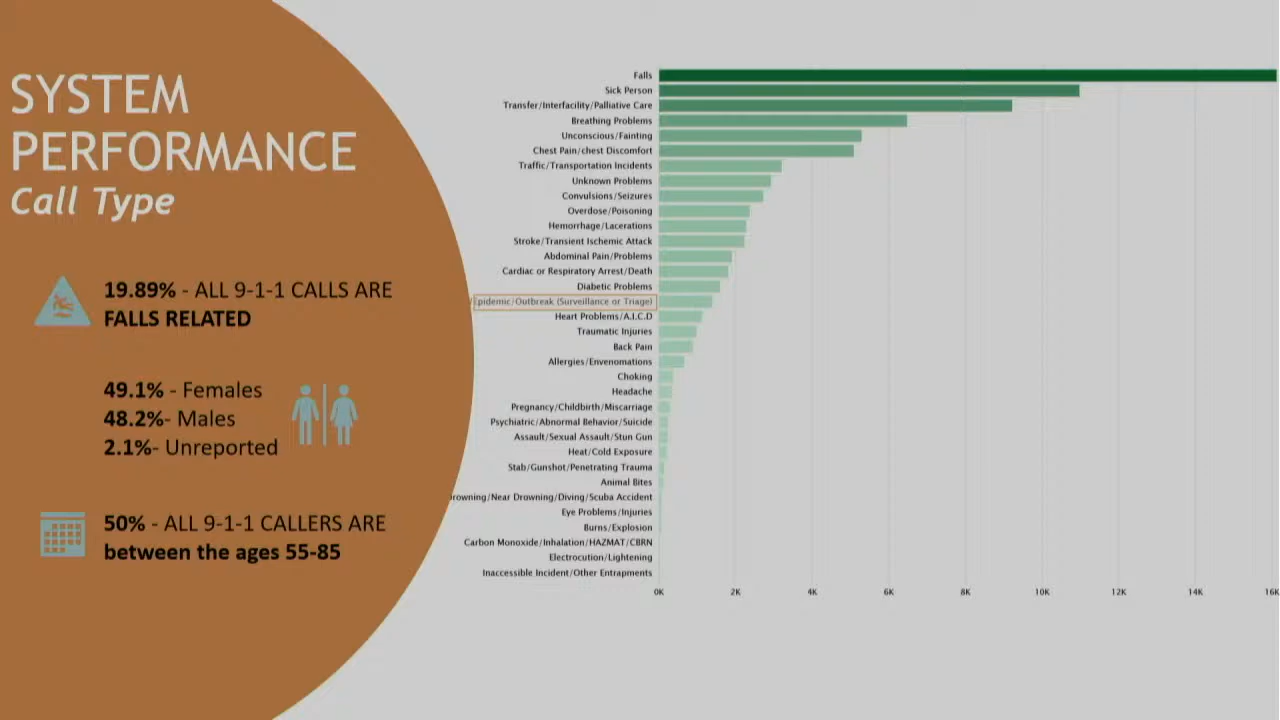 SYSTEM
PERFORMANCE
Call Type
19.89% - ALL 9-1-1 CALLS ARE
FALLS RELATED
49.1% - Females
48.2%- Males
2.1%- Unreported
50% - ALL 9-1-1 CALLERS ARE
between the ages 55-85
Falls
Sick Person
Transfer/Interfacility/Palliative Care
Breathing Problems
Unconscious/Fainting
Chest Pain/chest Discomfort
Traffic/Transportation Incidents
Unknown Problems
Convulsions/Seizures
Overdose/Poisoning
Hemorrhage/Lacerations
Stroke/Transient Ischemic Attack
Abdominal Pain/Problems
Cardiac or Respiratory Arrest/Death
Diabetic Problems
/Epidemic/Outbreak (Surveillance or Triage)
Heart Problems/A.I.C.D
Traumatic Injuries
Back Pain
Allergies/Envenomations
Choking
Headache
Pregnancy/Childbirth/Miscarriage
Psychiatric/Abnormal Behavior/Suicide
Assault/Sexual Assault/Stun Gun
Heat/Cold Exposure
Stab/Gunshot/Penetrating Trauma
Animal Bites
rowning/Near Drowning/Diving/Scuba Accident
Eye Problems/Injuries
Burns/Explosion
Carbon Monoxide/Inhalation/HAZMAT/CBRN
Electrocution/Lightening
Inaccessible Incident/Other Entrapments
0K 2K 4K 6K 8K 10K 12K 14K 16K